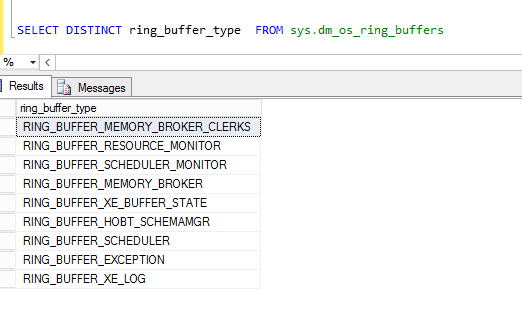 SELECT DISTINCT ring_buffer_type  FROM sys.dm_os_ring_buffers
%
Results Messages
ring_buffer_type
RING_BUFFER_MEMORY_BROKER_CLERKS
RING_BUFFER_RESOURCE_MONITOR
RING_BUFFER_SCHEDULER_MONITOR
RING_BUFFER_MEMORY_BROKER
RING_BUFFER_XE_BUFFER_STATE
RING_BUFFER_HOBT_SCHEMAMGR
RING_BUFFER_SCHEDULER
RING_BUFFER_EXCEPTION
RING_BUFFER_XE_LOG